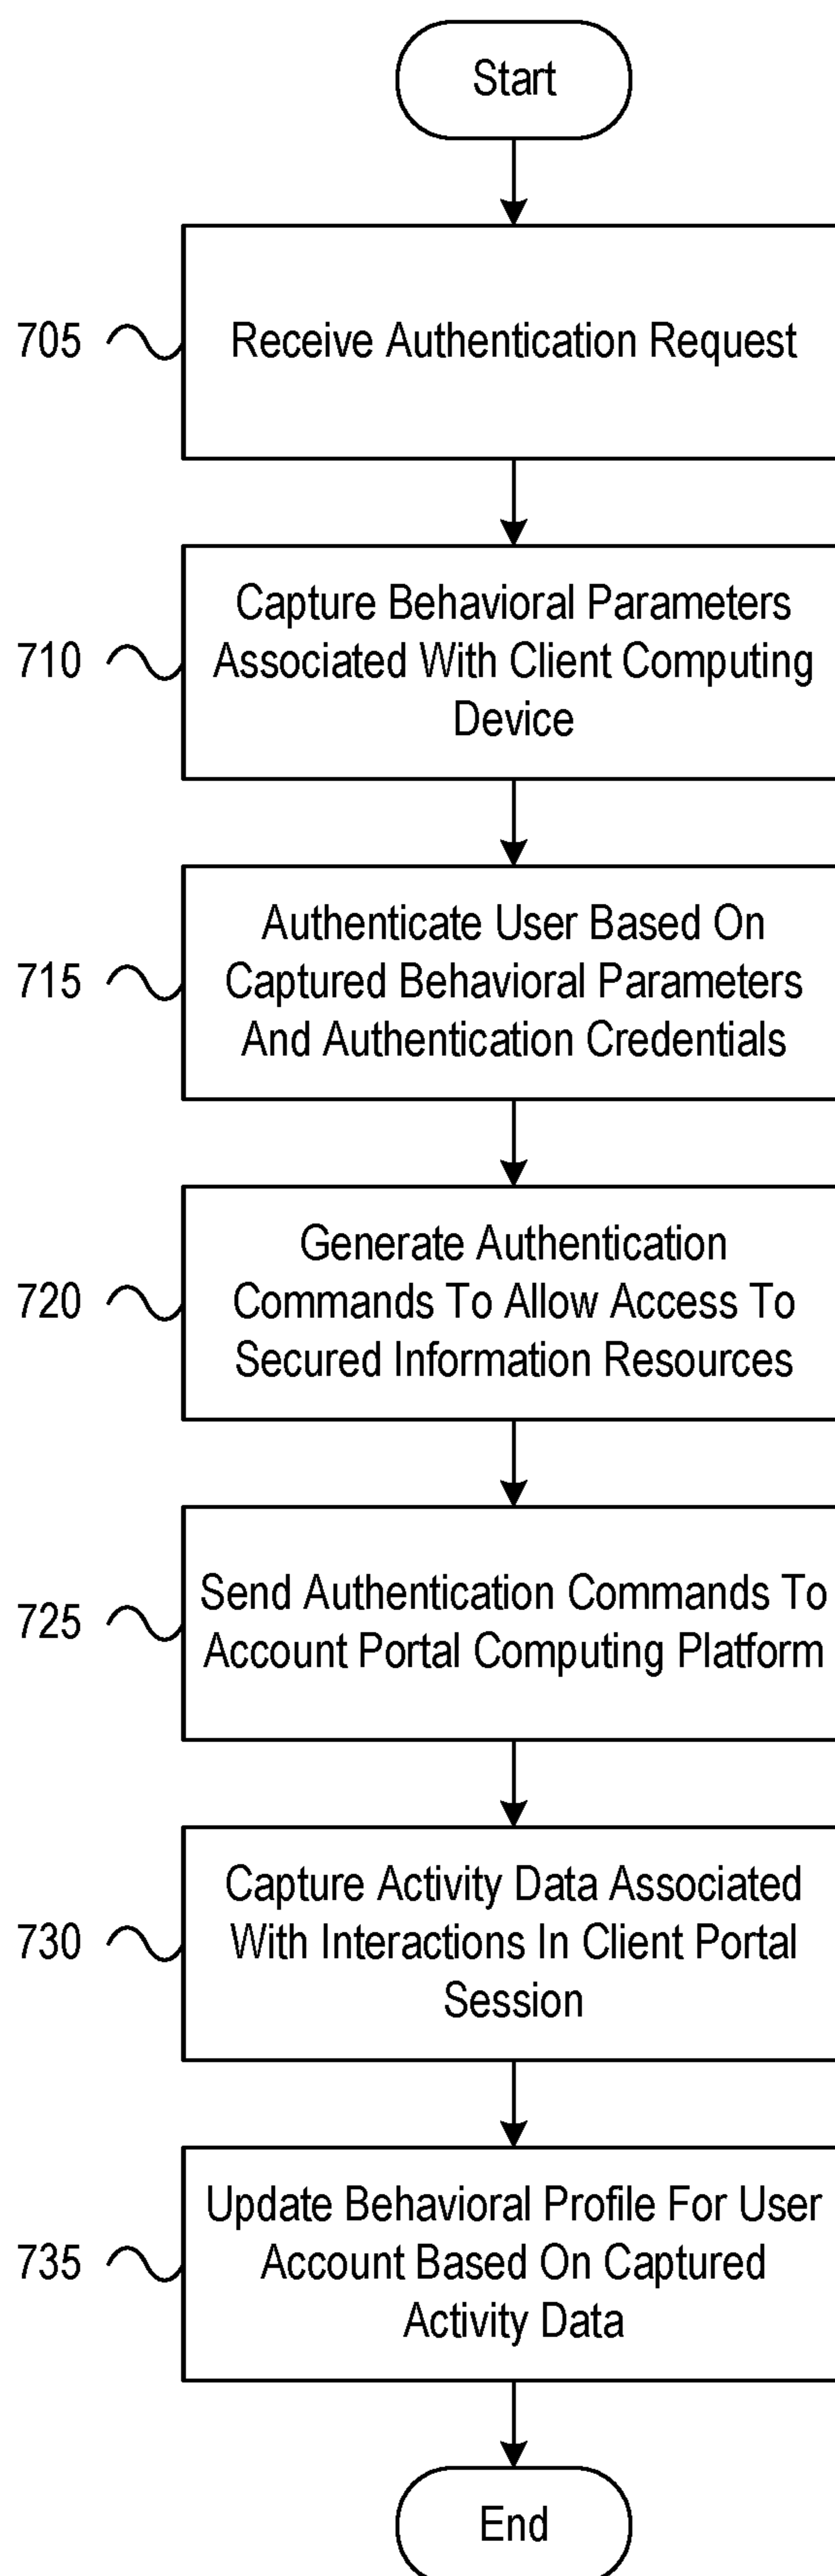 Start
705
Receive Authentication Request
710
Capture Behavioral Parameters
Associated With Client Computing
Device
715
Authenticate User Based On
Captured Behavioral Parameters
And Authentication Credentials
720
Generate Authentication
Commands To Allow Access To
Secured Information Resources
725
Send Authentication Commands To
Account Portal Computing Platform
730
Capture Activity Data Associated
With Interactions In Client Portal
Session
735
Update Behavioral Profile For User
Account Based On Captured
Activity Data
End